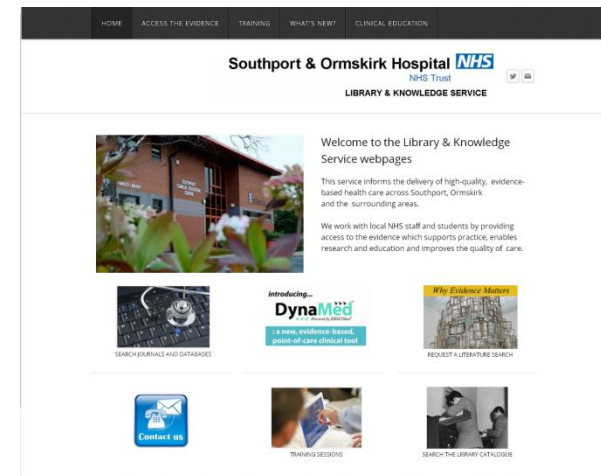 HOME ACCESS THE EVIDENCE TRAINING WHAT'S NEW? CLINICAL EDUCATION
Southport & Ormskirk Hospital NHS
NHS Trust
LIBRARY & KNOWLEDGE SERVICE
Welcome to the Library & Knowledge
Service webpages
This service informs the delivery of high-quality, evidence-
based health care across Southport, Ormskirk
and the surrounding areas.
We work with local NHS staff and students by providing
access to the evidence which supports practice, enables
research and education and improves the quality of care.
SEARCH JOURNALS AND DATABASES
introducing...
DynaMed
: a new, evidence-based,
point-of-care clinical tool
Why Evidence Matters
REQUEST A LITERATURE SEARCH
Contact us
TRAINING SESSIONS
SEARCH THE LIBRARY CATALOGUE